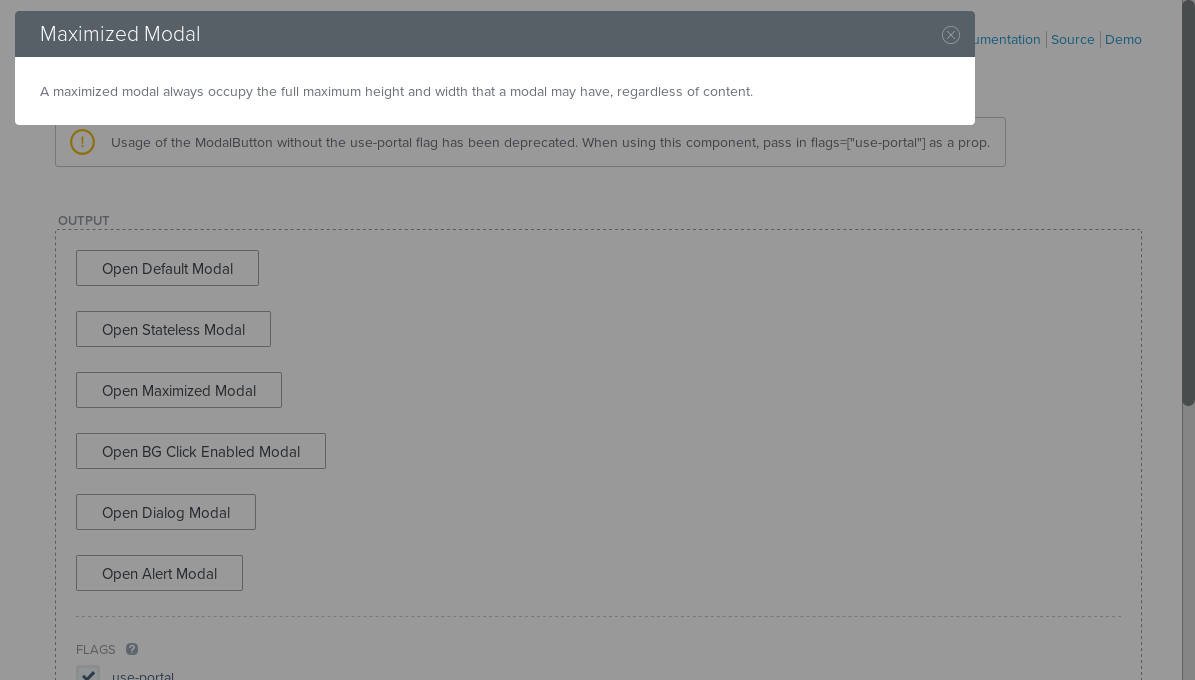 Maximized Modal
Source
Demo
A maximized modal always occupy the full maximum height and width that a modal may have, regardless of content.
Usage of the ModalButton without the use-portal flag has been deprecated. When using this component, pass in flags=["use-portal"] as a prop.
OUTPUT
Open Default Modal
Open Stateless Modal
Open Maximized Modal
Open BG Click Enabled Modal
Open Dialog Modal
Open Alert Modal
FLAGS ?
use-portal